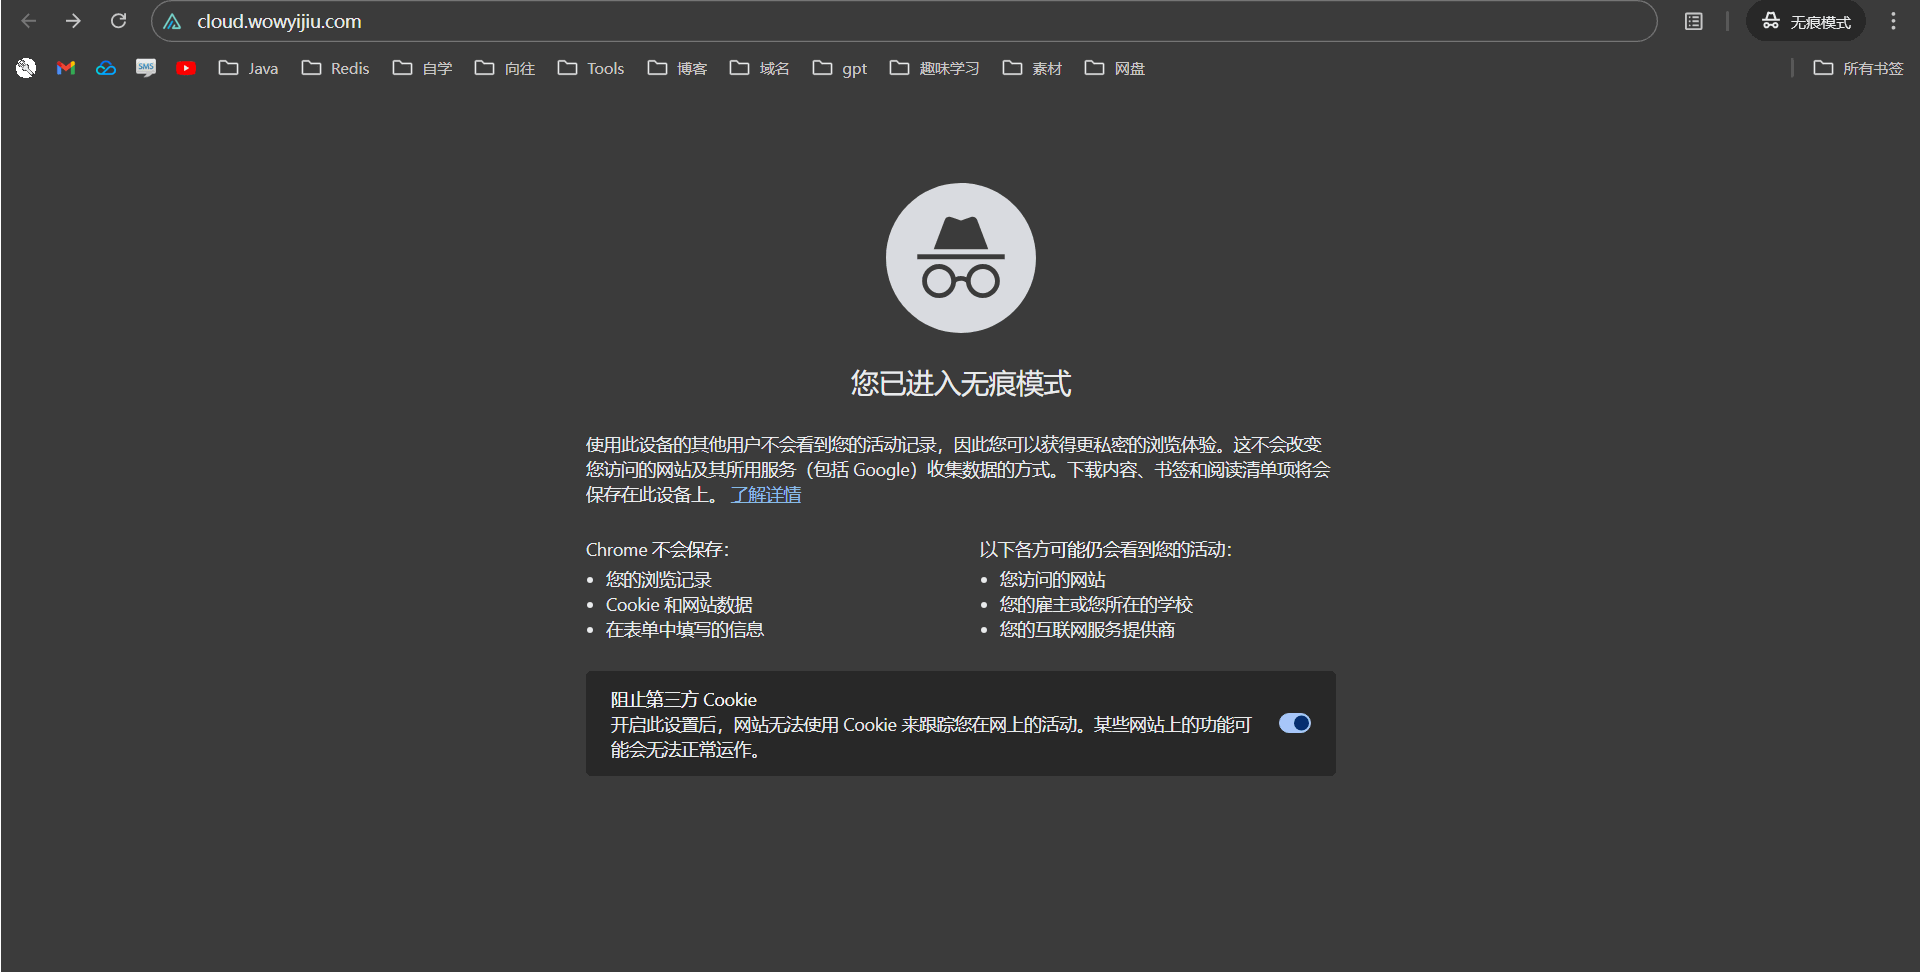 cloud.wowyijiu.com
无痕模式
SMS
Java
Redis
自学
向往
Tools
博客
域名
gpt
趣味学习
素材
网盘
所有书签
您已进入无痕模式
使用此设备的其他用户不会看到您的活动记录，因此您可以获得更私密的浏览体验。这不会改变
您访问的网站及其所用服务（包括 Google）收集数据的方式。下载内容、书签和阅读清单项将会
保存在此设备上。 了解详情
Chrome 不会保存：
• 您的浏览记录
• Cookie 和网站数据
• 在表单中填写的信息
以下各方可能仍会看到您的活动：
• 您访问的网站
• 您的雇主或您所在的学校
• 您的互联网服务提供商
阻止第三方 Cookie
开启此设置后，网站无法使用 Cookie 来跟踪您在网上的活动。某些网站上的功能可
能会无法正常运作。